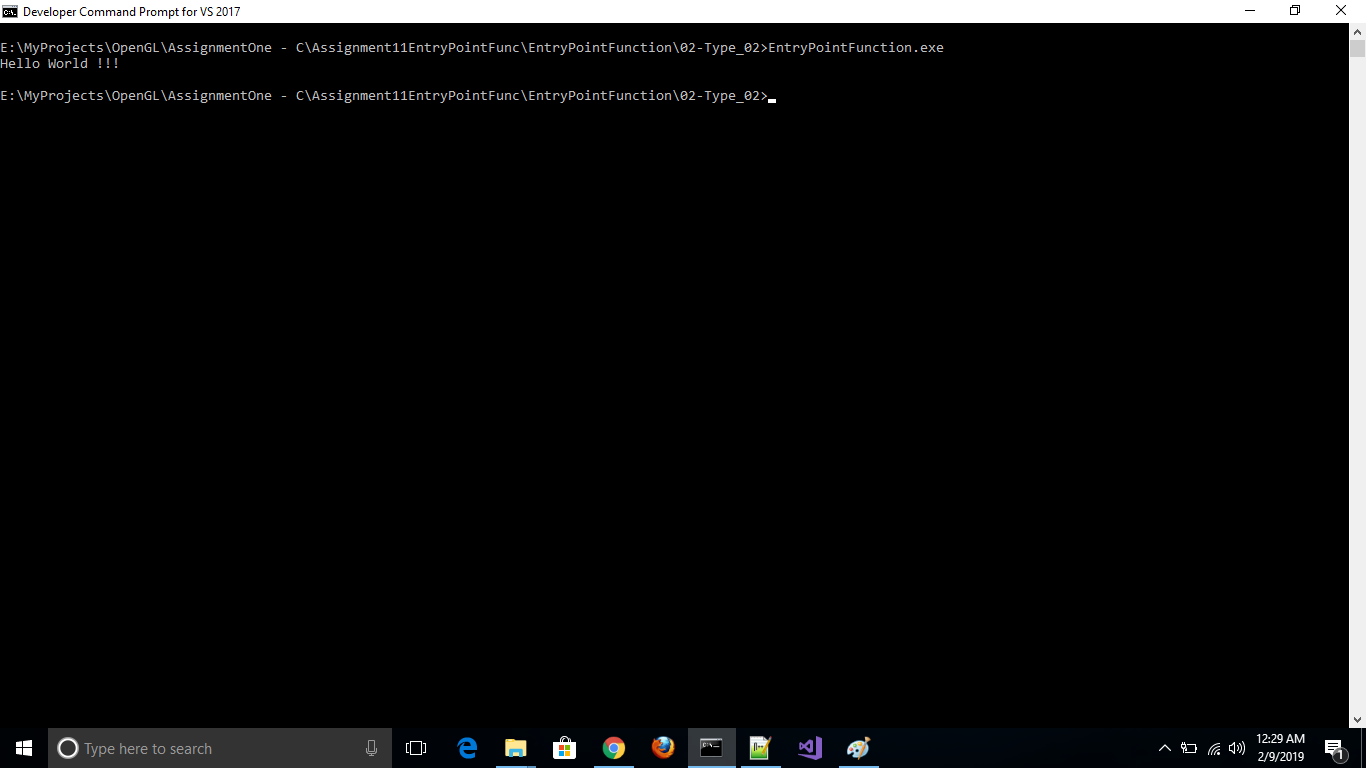 Developer Command Prompt for VS 2017
E:\MyProjects\OpenGL\AssignmentOne - C\Assignment11EntryPointFunc\EntryPointFunction\02-Type_02>EntryPointFunction.exe
Hello World !!!
E:\MyProjects\OpenGL\AssignmentOne - C\Assignment11EntryPointFunc\EntryPointFunction\02-Type_02>
Type here to search
12:29 AM
2/9/2019
1